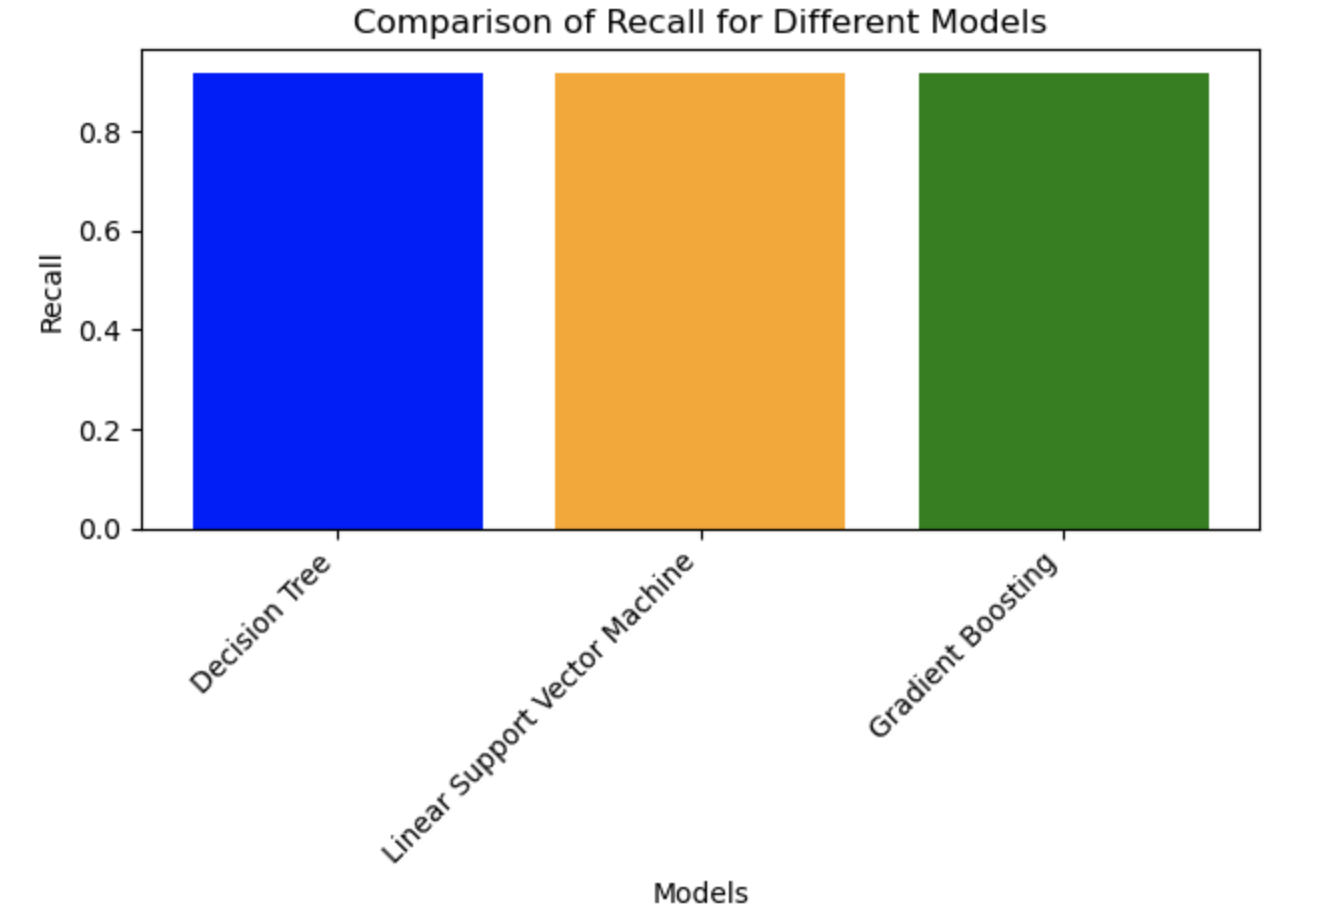 Comparison of Recall for Different Models
Recall
0.8
0.6
0.4
0.2
0.0
Decision Tree
Linear Support Vector Machine
Gradient Boosting
Models